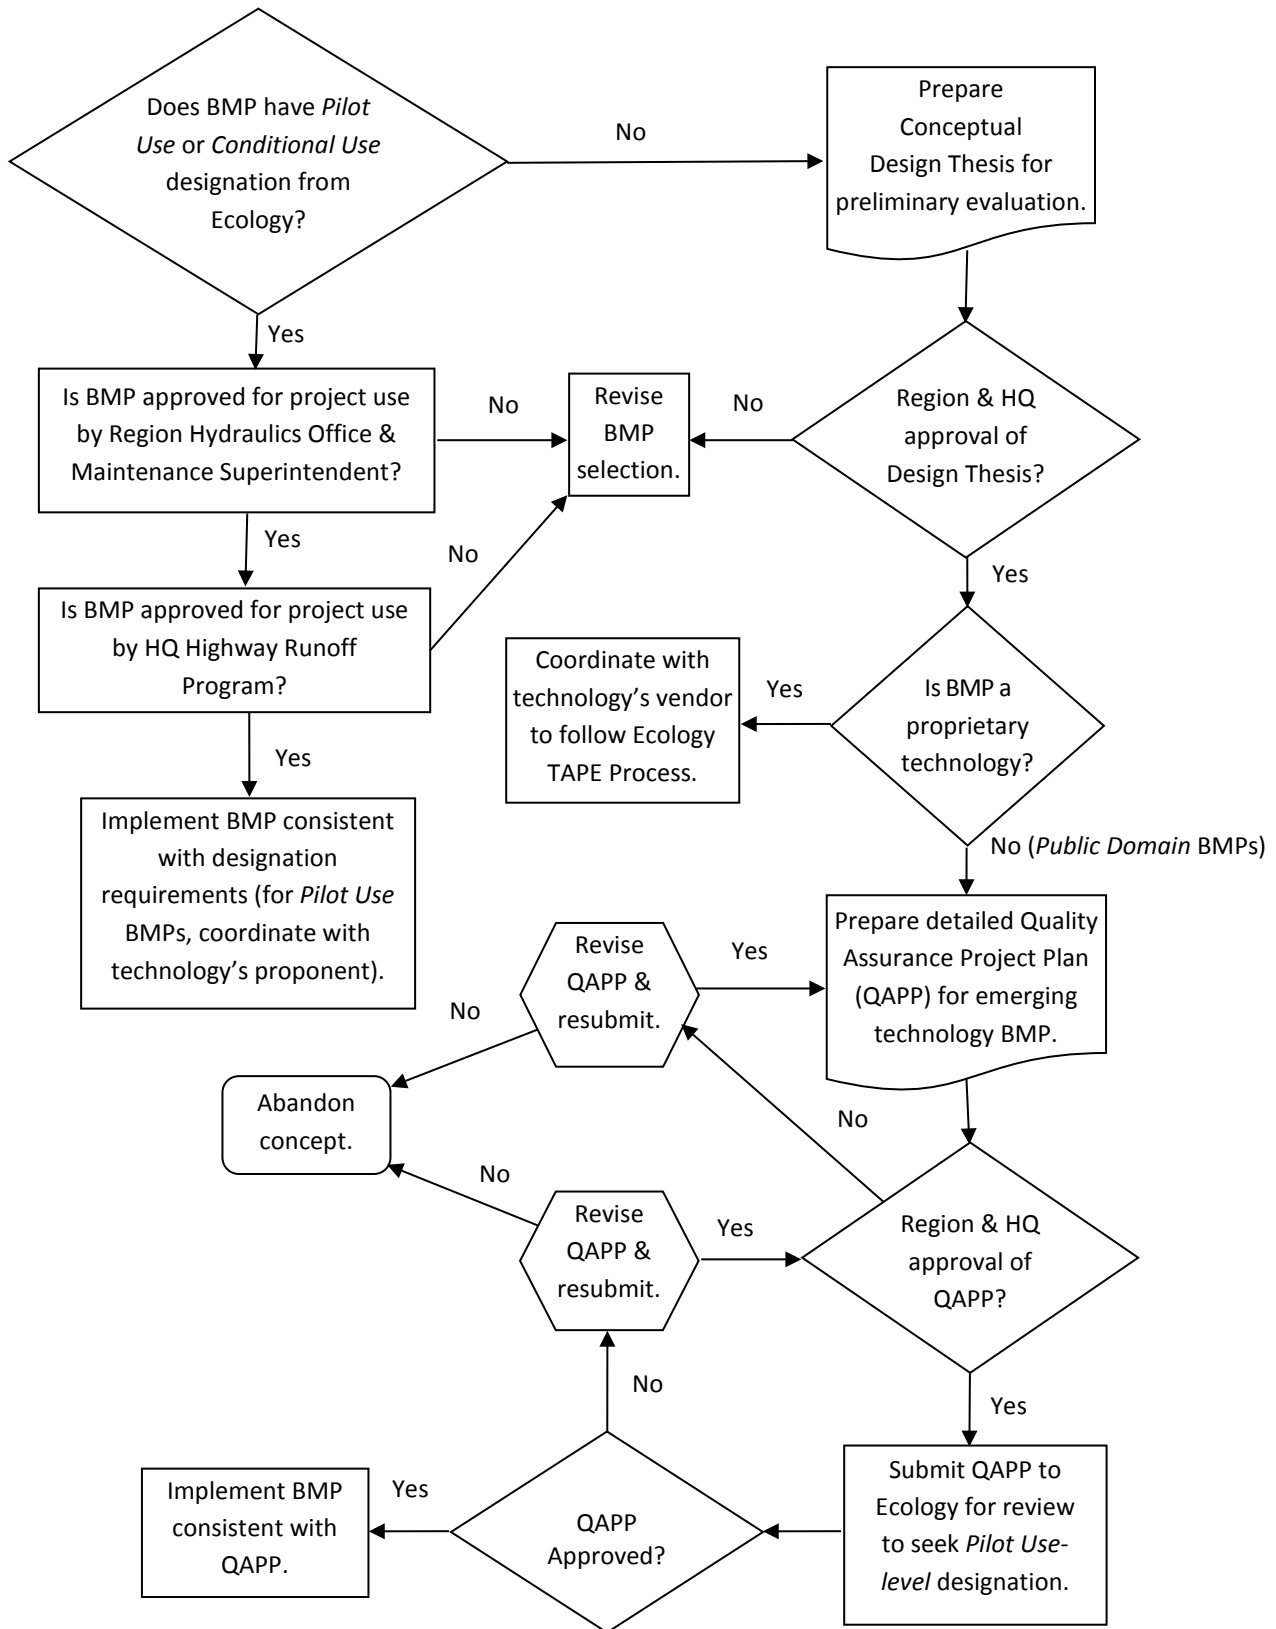 Does BMP have Pilot
Use or Conditional Use
designation from
Ecology?
No
Prepare
Conceptual
Design Thesis for
preliminary evaluation.
Yes
Is BMP approved for project use
by Region Hydraulics Office &
Maintenance Superintendent?
No
Revise
BMP
selection.
No
Region & HQ
approval of
Design Thesis?
Yes
No
Yes
Is BMP approved for project use
by HQ Highway Runoff
Program?
Coordinate with
technology’s vendor
to follow Ecology
TAPE Process.
Yes
Is BMP a
proprietary
technology?
Yes
Implement BMP consistent
with designation
requirements (for Pilot Use
BMPs, coordinate with
technology’s proponent).
No (Public Domain BMPs)
Revise
QAPP &
resubmit.
Yes
Prepare detailed Quality
Assurance Project Plan
(QAPP) for emerging
technology BMP.
No
Abandon
concept.
No
No
Revise
QAPP &
resubmit.
Yes
Region & HQ
approval of
QAPP?
No
Yes
Implement BMP
consistent with
QAPP.
Yes
QAPP
Approved?
Submit QAPP to
Ecology for review
to seek Pilot Use-
level designation.